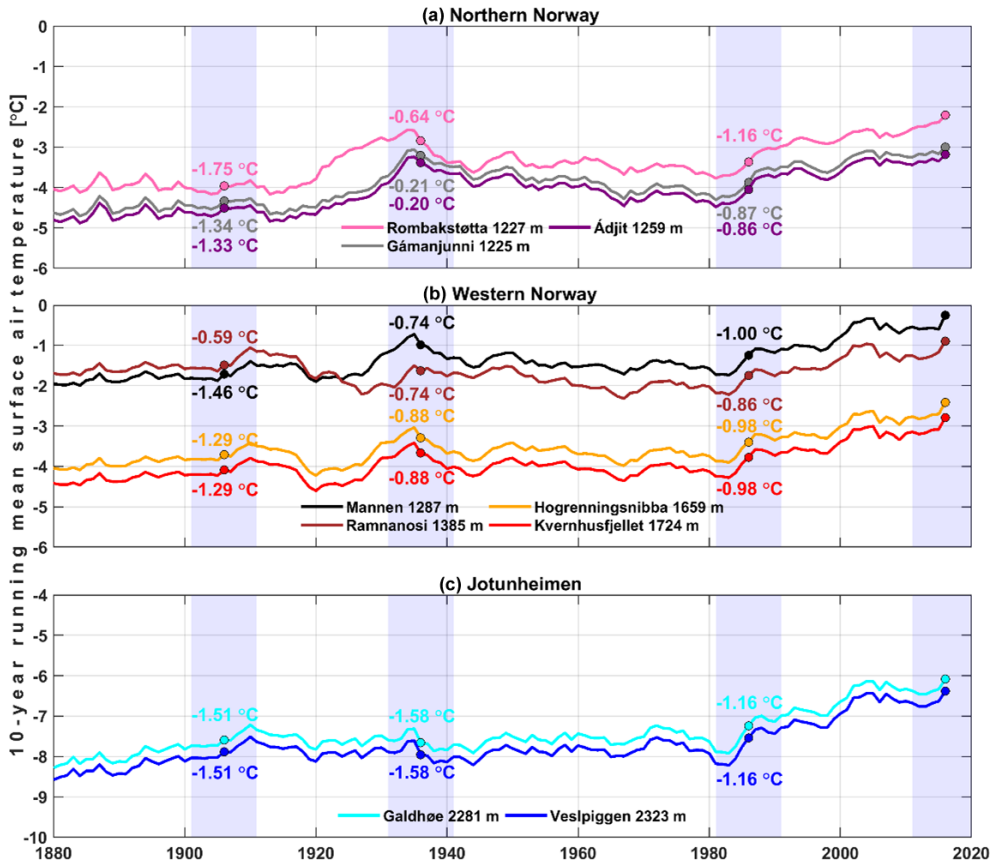 (a) Northern Norway
10-year running mean surface airtemperature [°C]
0
-1
-2
-3
-4
-5
-6
-1.75 °C
-0.64 °C
-1.16 °C
-1.34 °C
-1.33 °C
-0.21 °C
-0.20 °C
-0.87 °C
-0.86 °C
Rombakstøtta 1227 m
Ádjit 1259 m
Gámanjunni 1225 m
(b) Western Norway
0
-1
-2
-3
-4
-5
-6
-0.59 °C
-0.74 °C
-1.00 °C
-1.46 °C
-0.74 °C
-0.86 °C
-1.29 °C
-0.88 °C
-0.98 °C
-1.29 °C
-0.88 °C
-0.98 °C
Mannen 1287 m
Hogrenningsnibba 1659 m
Ramnanosi 1385 m
Kvernhusfjellet 1724 m
(c) Jotunheimen
-4
-5
-6
-7
-8
-9
-10
-1.51 °C
-1.58 °C
-1.16 °C
-1.51 °C
-1.58 °C
-1.16 °C
Galdhøe 2281 m
Veslpiggen 2323 m
1880
1900
1920
1940
1960
1980
2000
2020